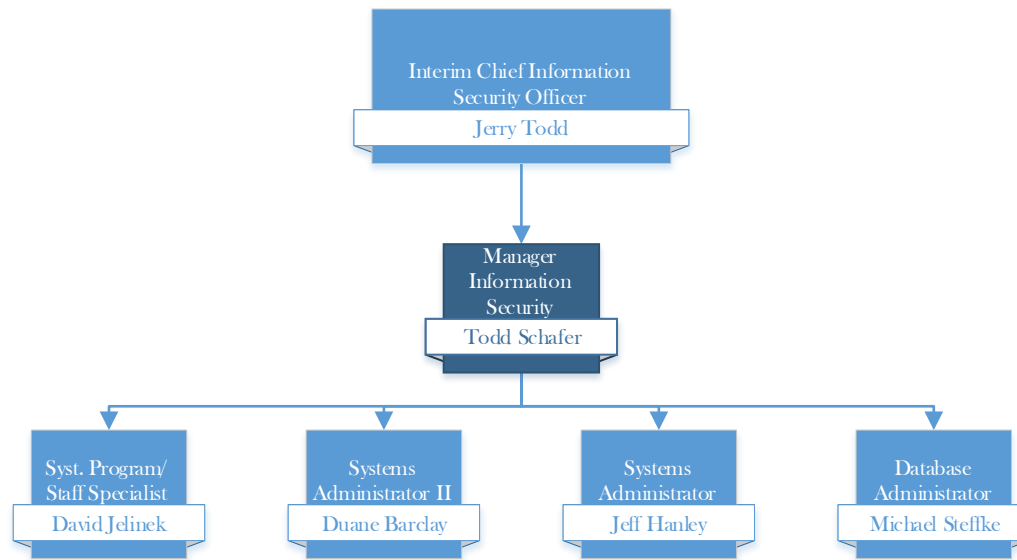 Interim Chief Information
Security Officer
Jerry Todd
Manager
Information
Security
Todd Schafer
Syst. Program/
Staff Specialist
David Jelinek
Systems
Administrator II
Duane Barclay
Systems
Administrator
Jeff Hanley
Database
Administrator
Michael Steffke